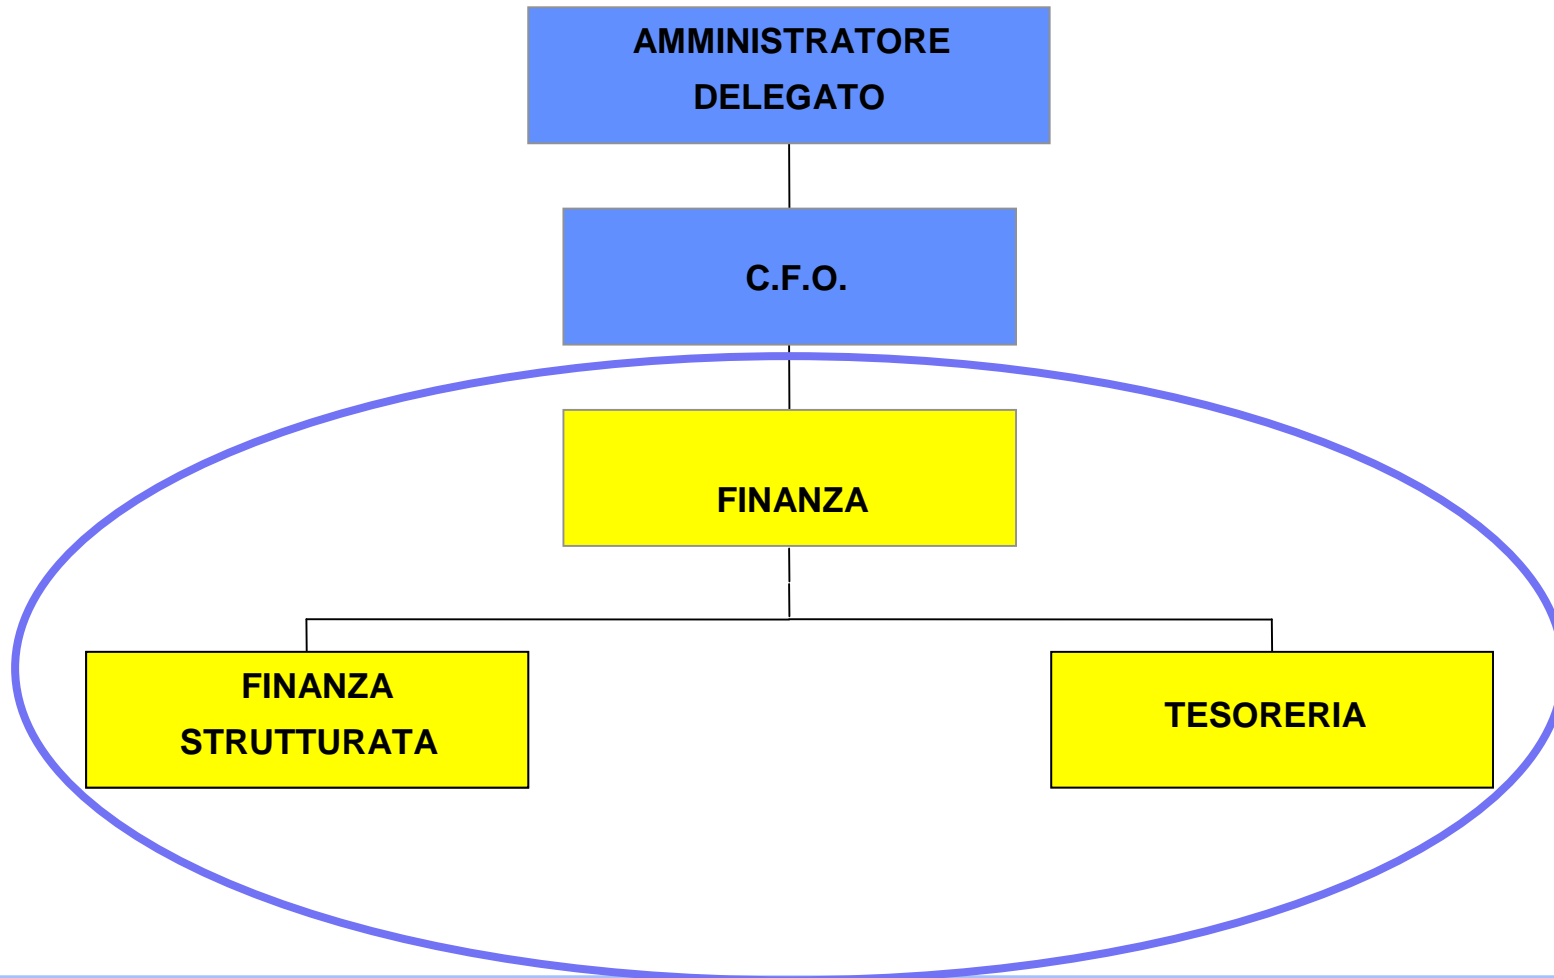 AMMINISTRATORE
DELEGATO
C.F.O.
FINANZA
FINANZA
STRUTTURATA
TESORERIA